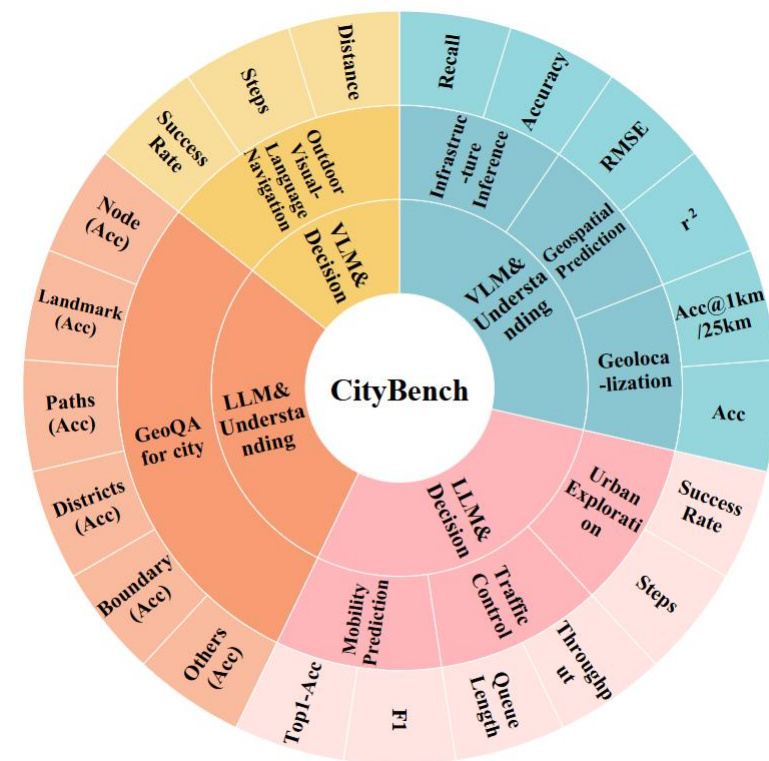 CityBench
VLM&
Understa
nding
Infrastruc
-ture
Inference
Recall
Accuracy
Geospatial
Prediction
RMSE
r²
Geoloca
-lization
Acc@1km
/25km
Acc
LLM&
Decision
Urban
Explorati
on
Success
Rate
Steps
Traffic
Control
Throughp
ut
Queue
Length
Mobility
Prediction
F1
Top1-Acc
LLM&
Understa
nding
GeoQA
for city
Others
(Acc)
Boundary
(Acc)
Districts
(Acc)
Paths
(Acc)
Landmark
(Acc)
Node
(Acc)
VLM&
Decision
Outdoor
Visual-
Language
Navigation
Success
Rate
Steps
Distance